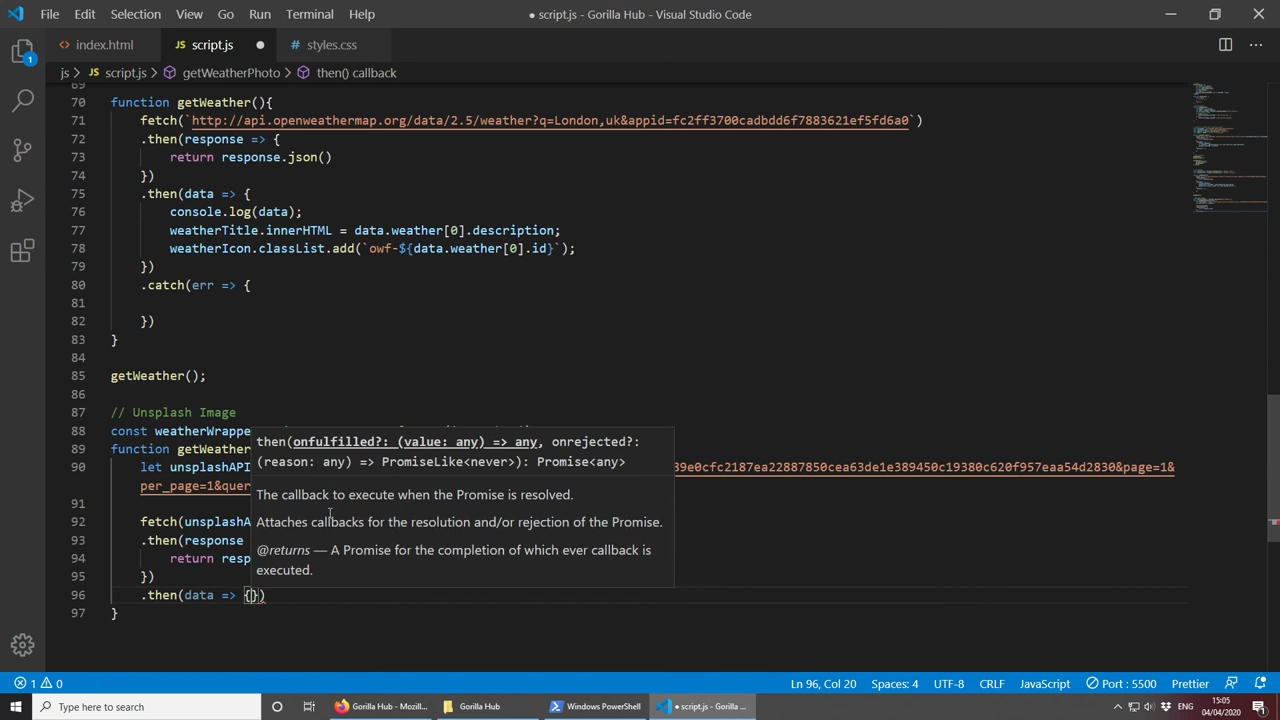 File Edit Selection View Go Run Terminal Help
● script.js - Gorilla Hub - Visual Studio Code
index.html JS script.js ● # styles.css
js > JS script.js > getWeatherPhoto > then() callback
69
70 function getWeather(){
71 fetch(`http://api.openweathermap.org/data/2.5/weather?q=London,uk&appid=fc2ff3700cadbdd6f7883621ef5fd6a0`)
72 .then(response => {
73 return response.json()
74 })
75 .then(data => {
76 console.log(data);
77 weatherTitle.innerHTML = data.weather[0].description;
78 weatherIcon.classList.add(`owf-${data.weather[0].id}`);
79 })
80 .catch(err => {
81
82 })
83 }
84
85 getWeather();
86
87 // Unsplash Image
88 const weatherWrappe
89 function getWeather
90 let unsplashAPI 39e0cfc2187ea22887850cea63de1e389450c19380c620f957eaa54d2830&page=1&
per_page=1&quer
91
92 fetch(unsplashA
93 .then(response
94 return resp
95 })
96 .then(data => {})
97 }
then(onfulfilled?: (value: any) => any, onrejected?:
(reason: any) => PromiseLike<never>): Promise<any>
The callback to execute when the Promise is resolved.
Attaches callbacks for the resolution and/or rejection of the Promise.
@returns — A Promise for the completion of which ever callback is
executed.
1
1 0 Ln 96, Col 20 Spaces: 4 UTF-8 CRLF JavaScript Port : 5500 Prettier
Type here to search Gorilla Hub - Mozil... Gorilla Hub Windows PowerShell ● script.js - Gorilla ... ENG 15:05
04/04/2020